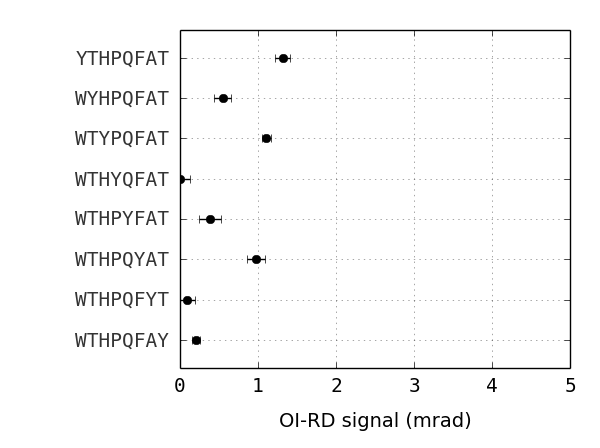 YTHPQFAT
WYHPQFAT
WTYPQFAT
WTHYQFAT
WTHPYFAT
WTHPQYAT
WTHPQFYT
WTHPQFAY
0 1 2 3 4 5
OI-RD signal (mrad)